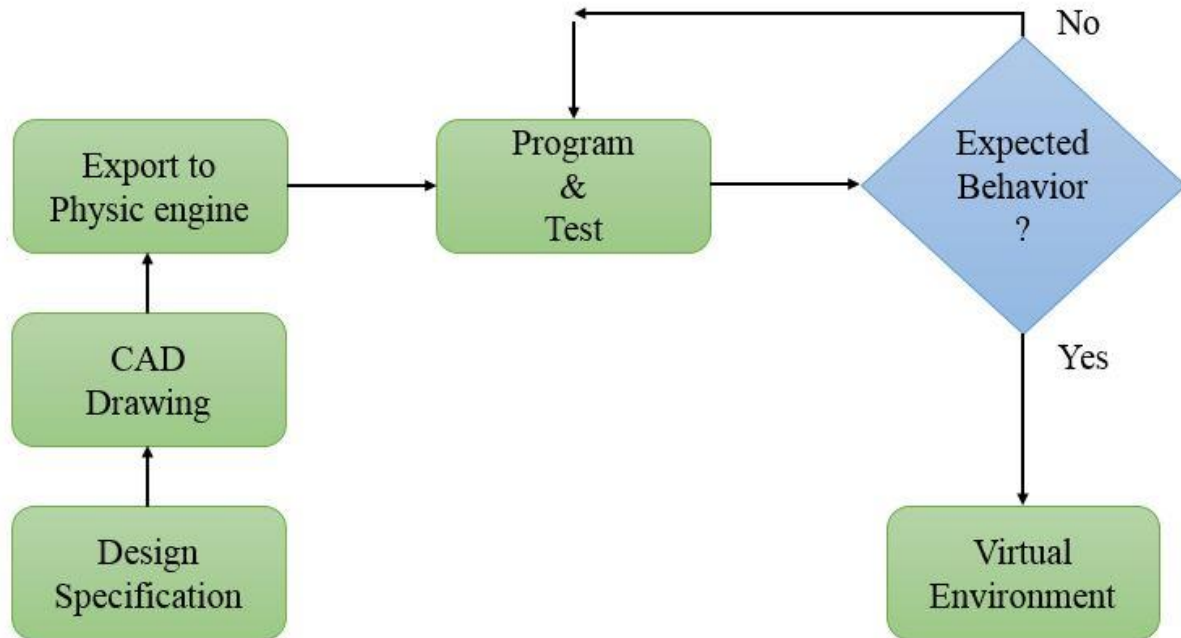 No
Export to
Physic engine
Program
&
Test
Expected
Behavior
?
CAD
Drawing
Yes
Design
Specification
Virtual
Environment